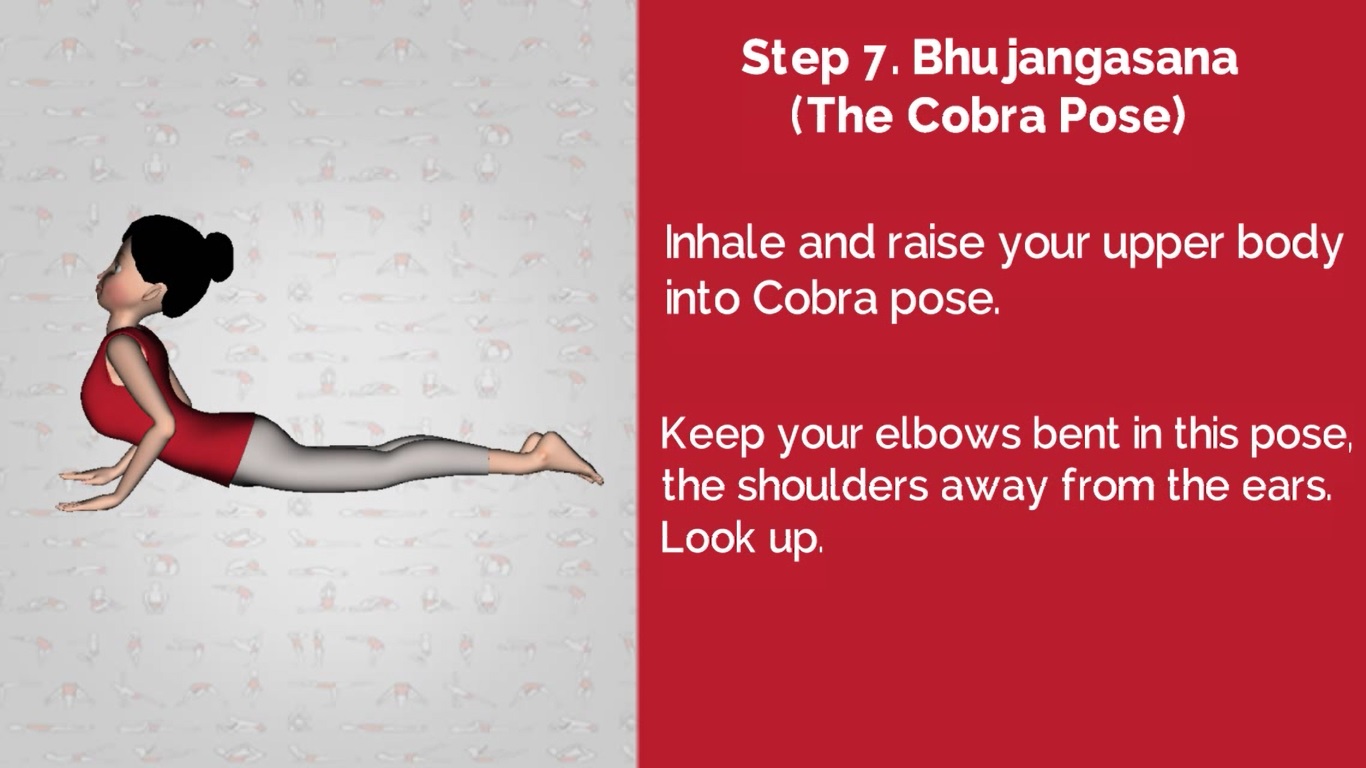 Step 7. Bhujangasana
(The Cobra Pose)
Inhale and raise your upper body
into Cobra pose.
Keep your elbows bent in this pose,
the shoulders away from the ears.
Look up.